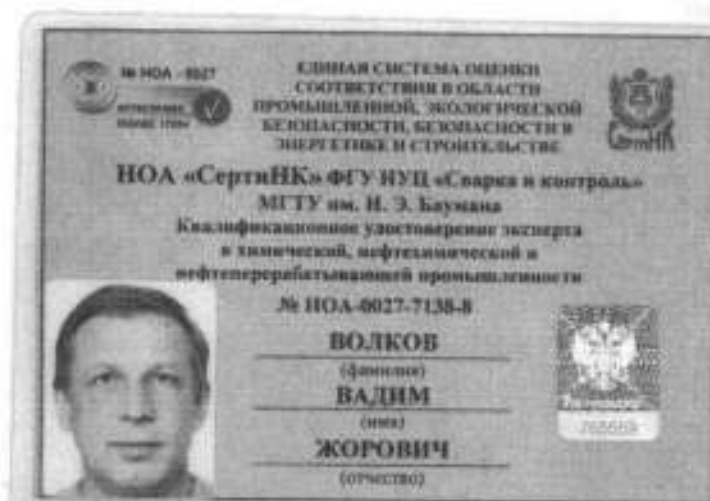 № НОА - 0027
ЕДИНАЯ СИСТЕМА ОЦЕНКИ
СООТВЕТСТВИЯ В ОБЛАСТИ
ПРОМЫШЛЕННОЙ, ЭКОЛОГИЧЕСКОЙ
БЕЗОПАСНОСТИ, БЕЗОПАСНОСТИ В
ЭНЕРГЕТИКЕ И СТРОИТЕЛЬСТВЕ
СертиНК
НОА «СертиНК» ФГУ НУЦ «Сварка и контроль»
МГТУ им. Н. Э. Баумана
Квалификационное удостоверение эксперта
в химической, нефтехимической и
нефтеперерабатывающей промышленности
№ НОА-0027-7138-8
ВОЛКОВ
(фамилия)
ВАДИМ
(имя)
ЖОРОВИЧ
(отчество)